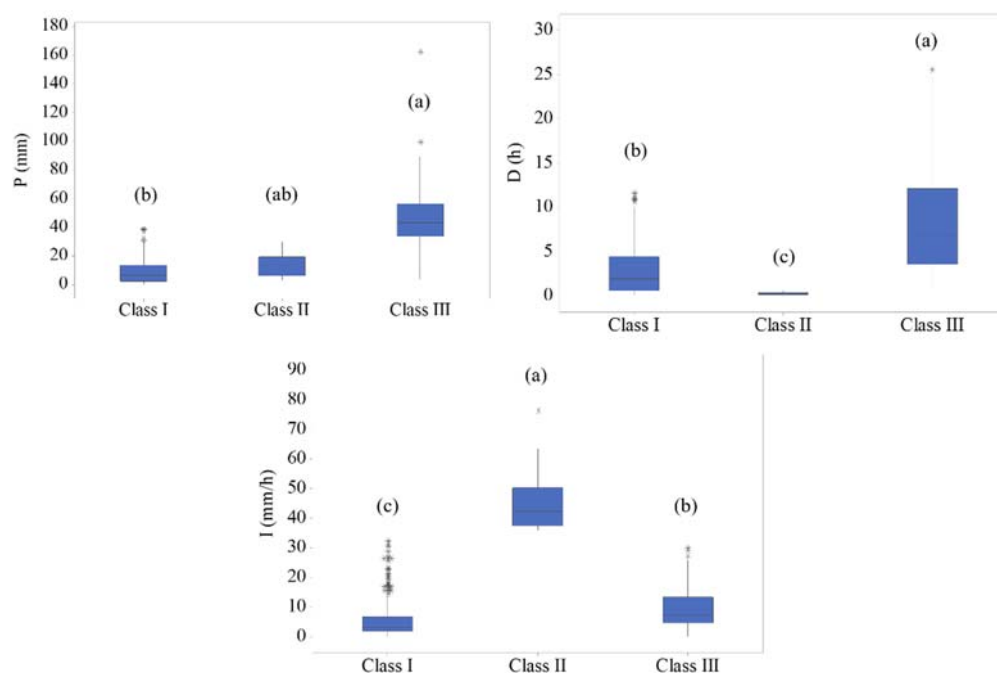 P (mm)
180
160
140
120
100
80
60
40
20
0
(b)
(ab)
(a)
Class I
Class II
Class III
D (h)
30
25
20
15
10
5
0
(b)
(c)
(a)
Class I
Class II
Class III
I (mm/h)
90
80
70
60
50
40
30
20
10
0
(c)
(a)
(b)
Class I
Class II
Class III